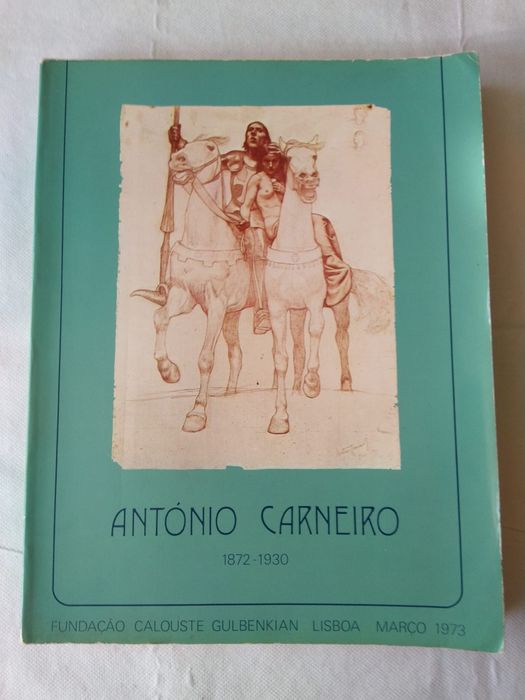 ANTÓNIO CARNEIRO
1872-1930
FUNDAÇÃO CALOUSTE GULBENKIAN LISBOA MARÇO 1973